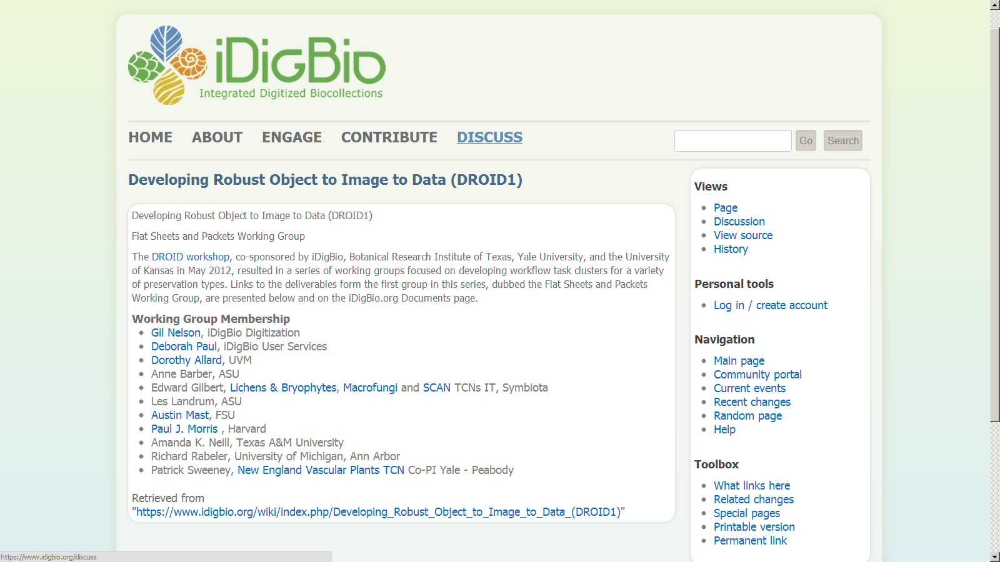 iDigBio
Integrated Digitized Biocollections
HOME ABOUT ENGAGE CONTRIBUTE DISCUSS
Go Search
Developing Robust Object to Image to Data (DROID1)
Developing Robust Object to Image to Data (DROID1)
Flat Sheets and Packets Working Group
The DROID workshop, co-sponsored by iDigBio, Botanical Research Institute of Texas, Yale University, and the University
of Kansas in May 2012, resulted in a series of working groups focused on developing workflow task clusters for a variety
of preservation types. Links to the deliverables form the first group in this series, dubbed the Flat Sheets and Packets
Working Group, are presented below and on the iDigBio.org Documents page.
Working Group Membership
Gil Nelson, iDigBio Digitization
Deborah Paul, iDigBio User Services
Dorothy Allard, UVM
Anne Barber, ASU
Edward Gilbert, Lichens & Bryophytes, Macrofungi and SCAN TCNs IT, Symbiota
Les Landrum, ASU
Austin Mast, FSU
Paul J. Morris , Harvard
Amanda K. Neill, Texas A&M University
Richard Rabeler, University of Michigan, Ann Arbor
Patrick Sweeney, New England Vascular Plants TCN Co-PI Yale - Peabody
Retrieved from
"https://www.idigbio.org/wiki/index.php/Developing_Robust_Object_to_Image_to_Data_(DROID1)"
Views
Page
Discussion
View source
History
Personal tools
Log in / create account
Navigation
Main page
Community portal
Current events
Recent changes
Random page
Help
Toolbox
What links here
Related changes
Special pages
Printable version
Permanent link
https://www.idigbio.org/discuss